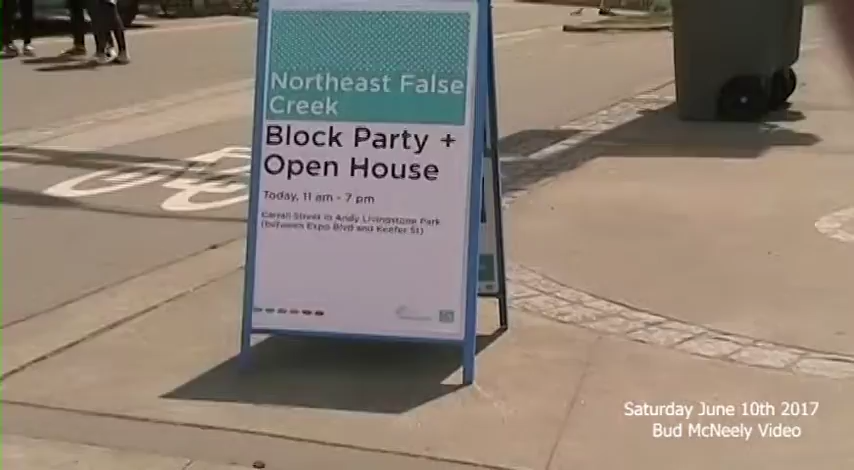 Northeast False
Creek
Block Party +
Open House
Today, 11 am - 7 pm
Carrall Street in Andy Livingstone Park
(between Expo Blvd and Keefer St)
Saturday June 10th 2017
Bud McNeely Video